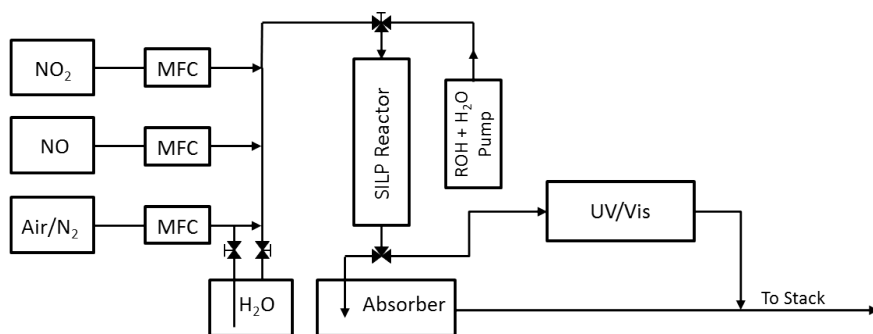 NO₂
MFC
NO
MFC
Air/N₂
MFC
H₂O
SILP Reactor
ROH + H₂O
Pump
UV/Vis
Absorber
To Stack